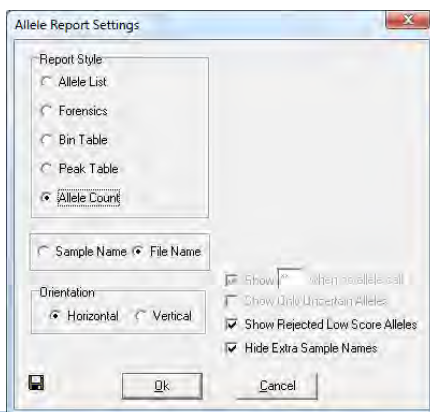 Allele Report Settings
Report Style
Allele List
Forensics
Bin Table
Peak Table
Allele Count
Sample Name File Name
Orientation
Horizontal Vertical
Show when no allele call
Show Only Uncertain Alleles
Show Rejected Low Score Alleles
Hide Extra Sample Names
Ok Cancel